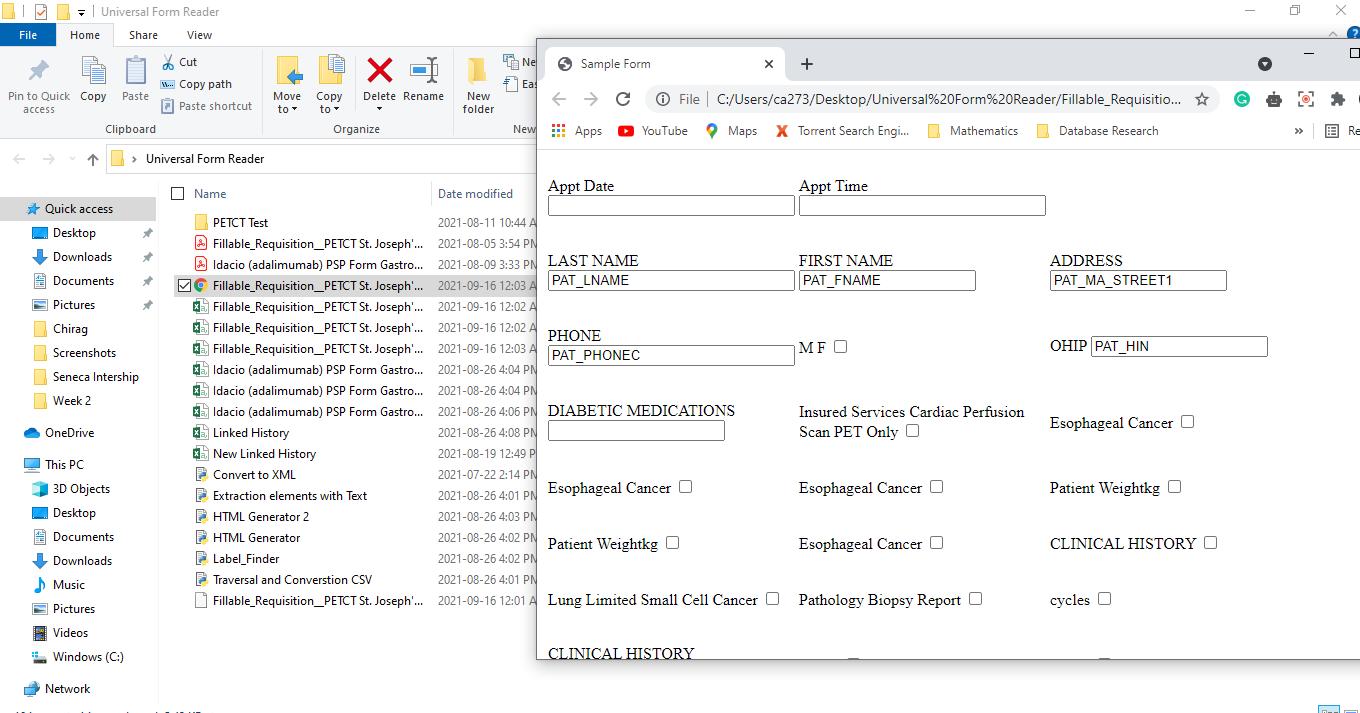 Universal Form Reader
File Home Share View
Pin to Quick access
Copy
Paste
Cut
Copy path
Paste shortcut
Clipboard
Move to
Copy to
Delete
Rename
Organize
New folder
New
Universal Form Reader
Quick access
Desktop
Downloads
Documents
Pictures
Chirag
Screenshots
Seneca Intership
Week 2
OneDrive
This PC
3D Objects
Desktop
Documents
Downloads
Music
Pictures
Videos
Windows (C:)
Network
Name Date modified
PETCT Test 2021-08-11 10:44 A
Fillable_Requisition__PETCT St. Joseph'... 2021-08-05 3:54 PM
Idacio (adalimumab) PSP Form Gastro... 2021-08-09 3:33 PM
Fillable_Requisition__PETCT St. Joseph'... 2021-09-16 12:03 A
Fillable_Requisition__PETCT St. Joseph'... 2021-09-16 12:02 A
Fillable_Requisition__PETCT St. Joseph'... 2021-09-16 12:02 A
Fillable_Requisition__PETCT St. Joseph'... 2021-09-16 12:03 A
Idacio (adalimumab) PSP Form Gastro... 2021-08-26 4:04 PM
Idacio (adalimumab) PSP Form Gastro... 2021-08-26 4:04 PM
Idacio (adalimumab) PSP Form Gastro... 2021-08-26 4:06 PM
Linked History 2021-08-26 4:08 PM
New Linked History 2021-08-19 12:49 P
Convert to XML 2021-07-22 2:14 PM
Extraction elements with Text 2021-08-26 4:01 PM
HTML Generator 2 2021-08-26 4:03 PM
HTML Generator 2021-08-26 4:02 PM
Label_Finder 2021-08-26 4:02 PM
Traversal and Converstion CSV 2021-08-26 4:01 PM
Fillable_Requisition__PETCT St. Joseph'... 2021-09-16 12:01 A
Sample Form
File C:/Users/ca273/Desktop/Universal%20Form%20Reader/Fillable_Requisitio...
Apps YouTube Maps Torrent Search Engi... Mathematics Database Research » Re
Appt Date Appt Time
LAST NAME FIRST NAME ADDRESS
PAT_LNAME PAT_FNAME PAT_MA_STREET1
PHONE
PAT_PHONEC
M F
OHIP PAT_HIN
DIABETIC MEDICATIONS
Insured Services Cardiac Perfusion
Scan PET Only
Esophageal Cancer
Esophageal Cancer Esophageal Cancer Patient Weightkg
Patient Weightkg Esophageal Cancer CLINICAL HISTORY
Lung Limited Small Cell Cancer Pathology Biopsy Report cycles
CLINICAL HISTORY